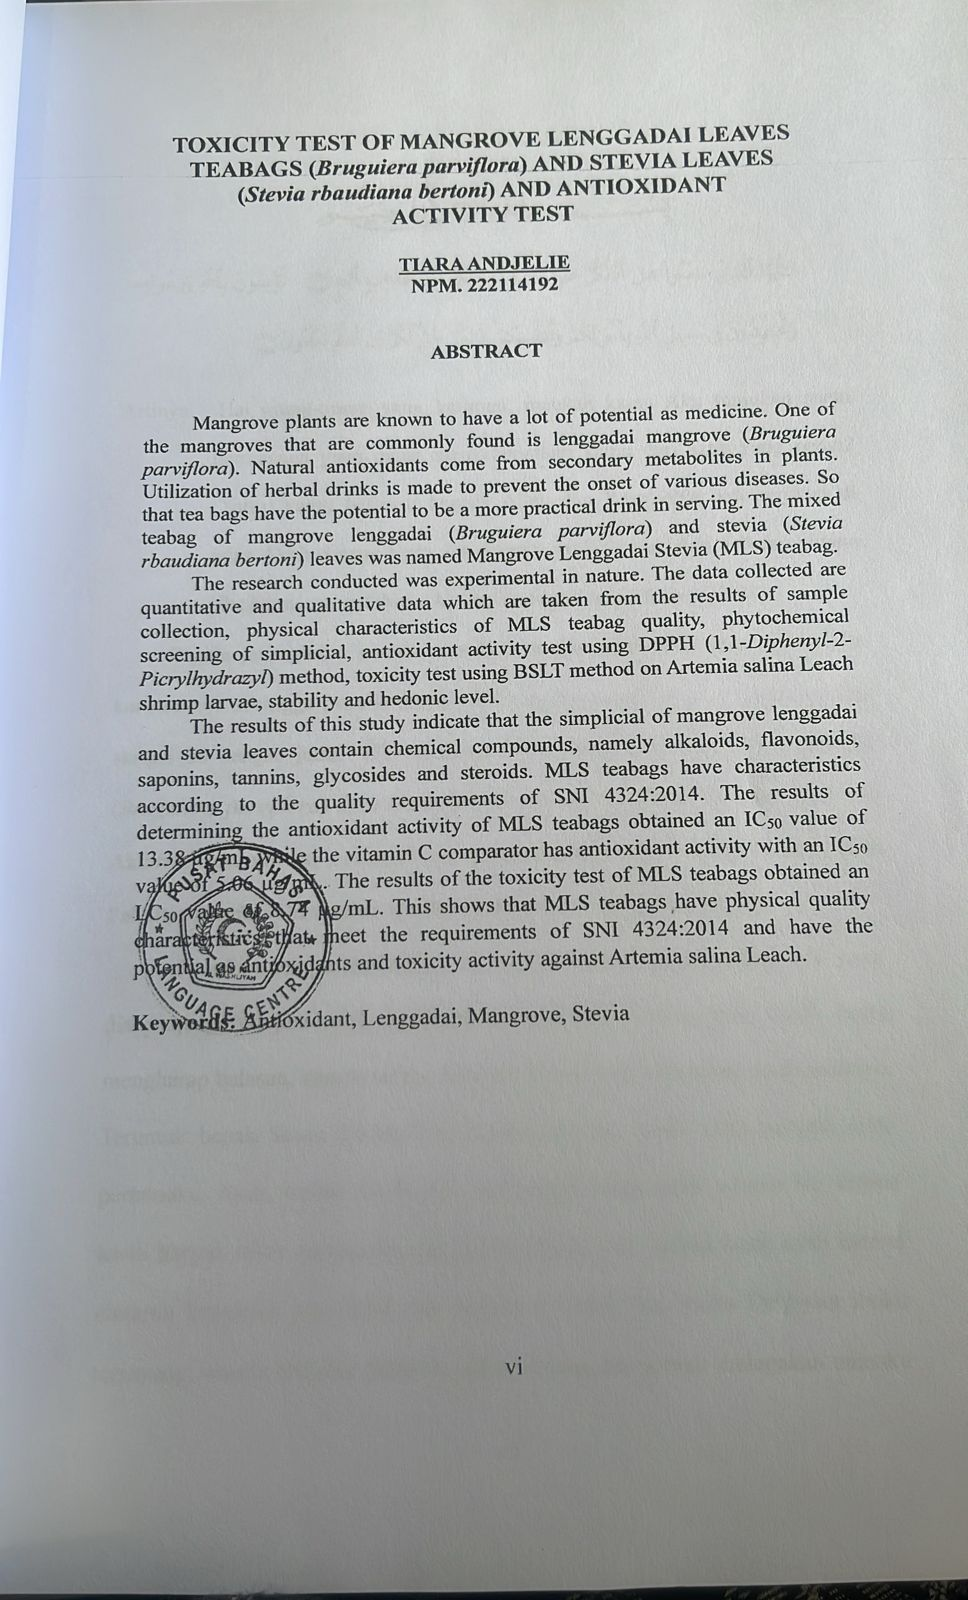 TOXICITY TEST OF MANGROVE LENGGADAI LEAVES
TEABAGS (Bruguiera parviflora) AND STEVIA LEAVES
(Stevia rbaudiana bertoni) AND ANTIOXIDANT
ACTIVITY TEST
TIARA ANDJELIE
NPM. 222114192
ABSTRACT
Mangrove plants are known to have a lot of potential as medicine. One of
the mangroves that are commonly found is lenggadai mangrove (Bruguiera
parviflora). Natural antioxidants come from secondary metabolites in plants.
Utilization of herbal drinks is made to prevent the onset of various diseases. So
that tea bags have the potential to be a more practical drink in serving. The mixed
teabag of mangrove lenggadai (Bruguiera parviflora) and stevia (Stevia
rbaudiana bertoni) leaves was named Mangrove Lenggadai Stevia (MLS) teabag.
The research conducted was experimental in nature. The data collected are
quantitative and qualitative data which are taken from the results of sample
collection, physical characteristics of MLS teabag quality, phytochemical
screening of simplicial, antioxidant activity test using DPPH (1,1-Diphenyl-2-
Picrylhydrazyl) method, toxicity test using BSLT method on Artemia salina Leach
shrimp larvae, stability and hedonic level.
The results of this study indicate that the simplicial of mangrove lenggadai
and stevia leaves contain chemical compounds, namely alkaloids, flavonoids,
saponins, tannins, glycosides and steroids. MLS teabags have characteristics
according to the quality requirements of SNI 4324:2014. The results of
determining the antioxidant activity of MLS teabags obtained an IC50 value of
13.38 µg/mL while the vitamin C comparator has antioxidant activity with an IC50
value of 5.06 µg/mL. The results of the toxicity test of MLS teabags obtained an
LC50 value of 8.74 µg/mL. This shows that MLS teabags have physical quality
characteristics that meet the requirements of SNI 4324:2014 and have the
potential as antioxidants and toxicity activity against Artemia salina Leach.
PUSAT BAHASA
LANGUAGE CENTRE
Keywords: Antioxidant, Lenggadai, Mangrove, Stevia
vi